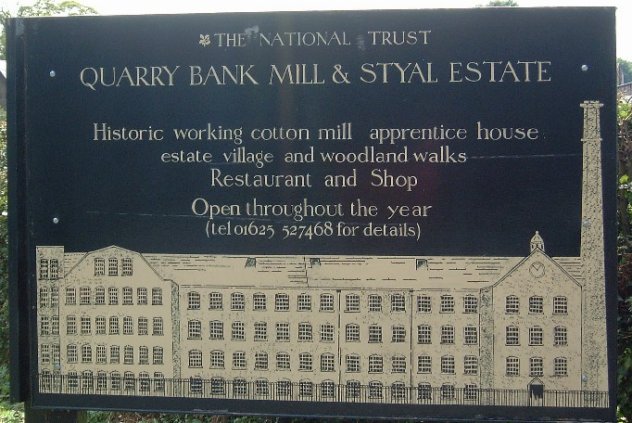 THE NATIONAL TRUST
QUARRY BANK MILL & STYAL ESTATE
Historic working cotton mill apprentice house
estate village and woodland walks
Restaurant and Shop
Open throughout the year
(tel 01625 527468 for details)